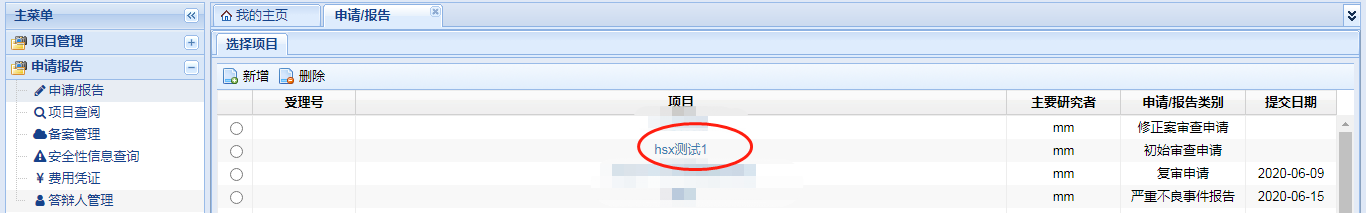 主菜单
项目管理
申请报告
申请/报告
项目查阅
备案管理
安全性信息查询
费用凭证
答辩人管理
我的主页 申请/报告
选择项目
新增 删除
受理号 项目 主要研究者 申请/报告类别 提交日期
mm 修正案审查申请
hsx测试1 mm 初始审查申请
mm 复审申请 2020-06-09
mm 严重不良事件报告 2020-06-15